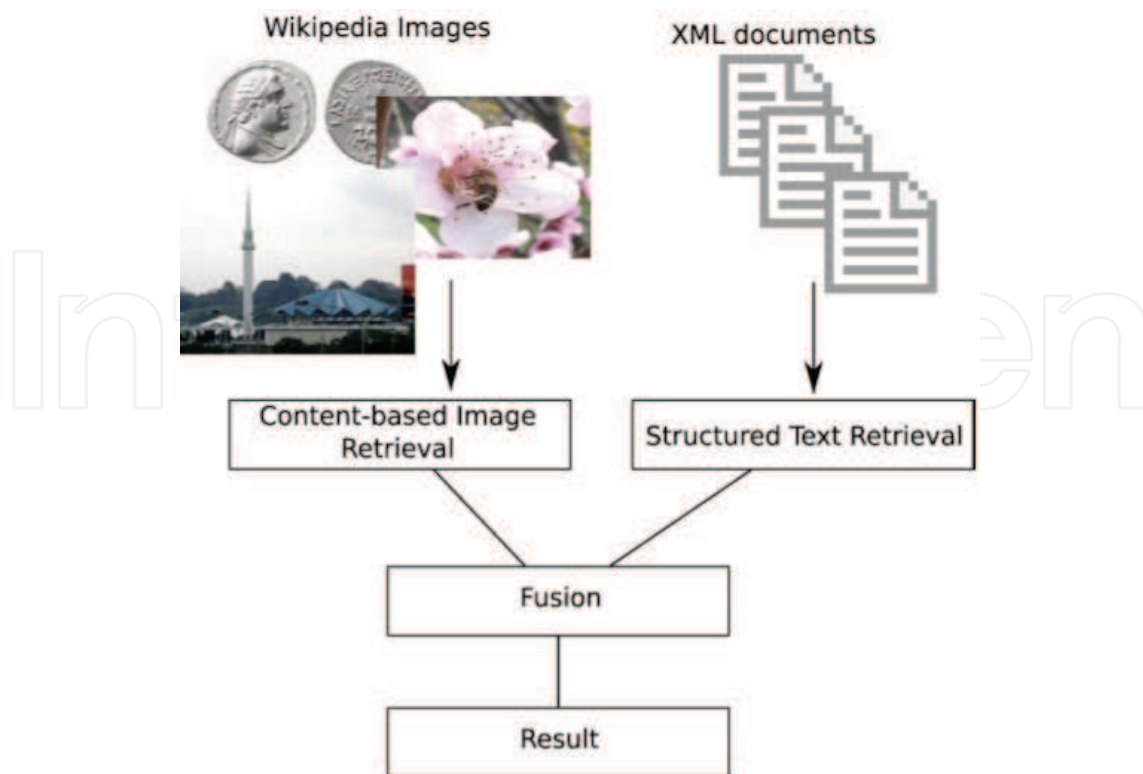 Wikipedia Images
XML documents
Content-based Image
Retrieval
Structured Text Retrieval
Fusion
Result